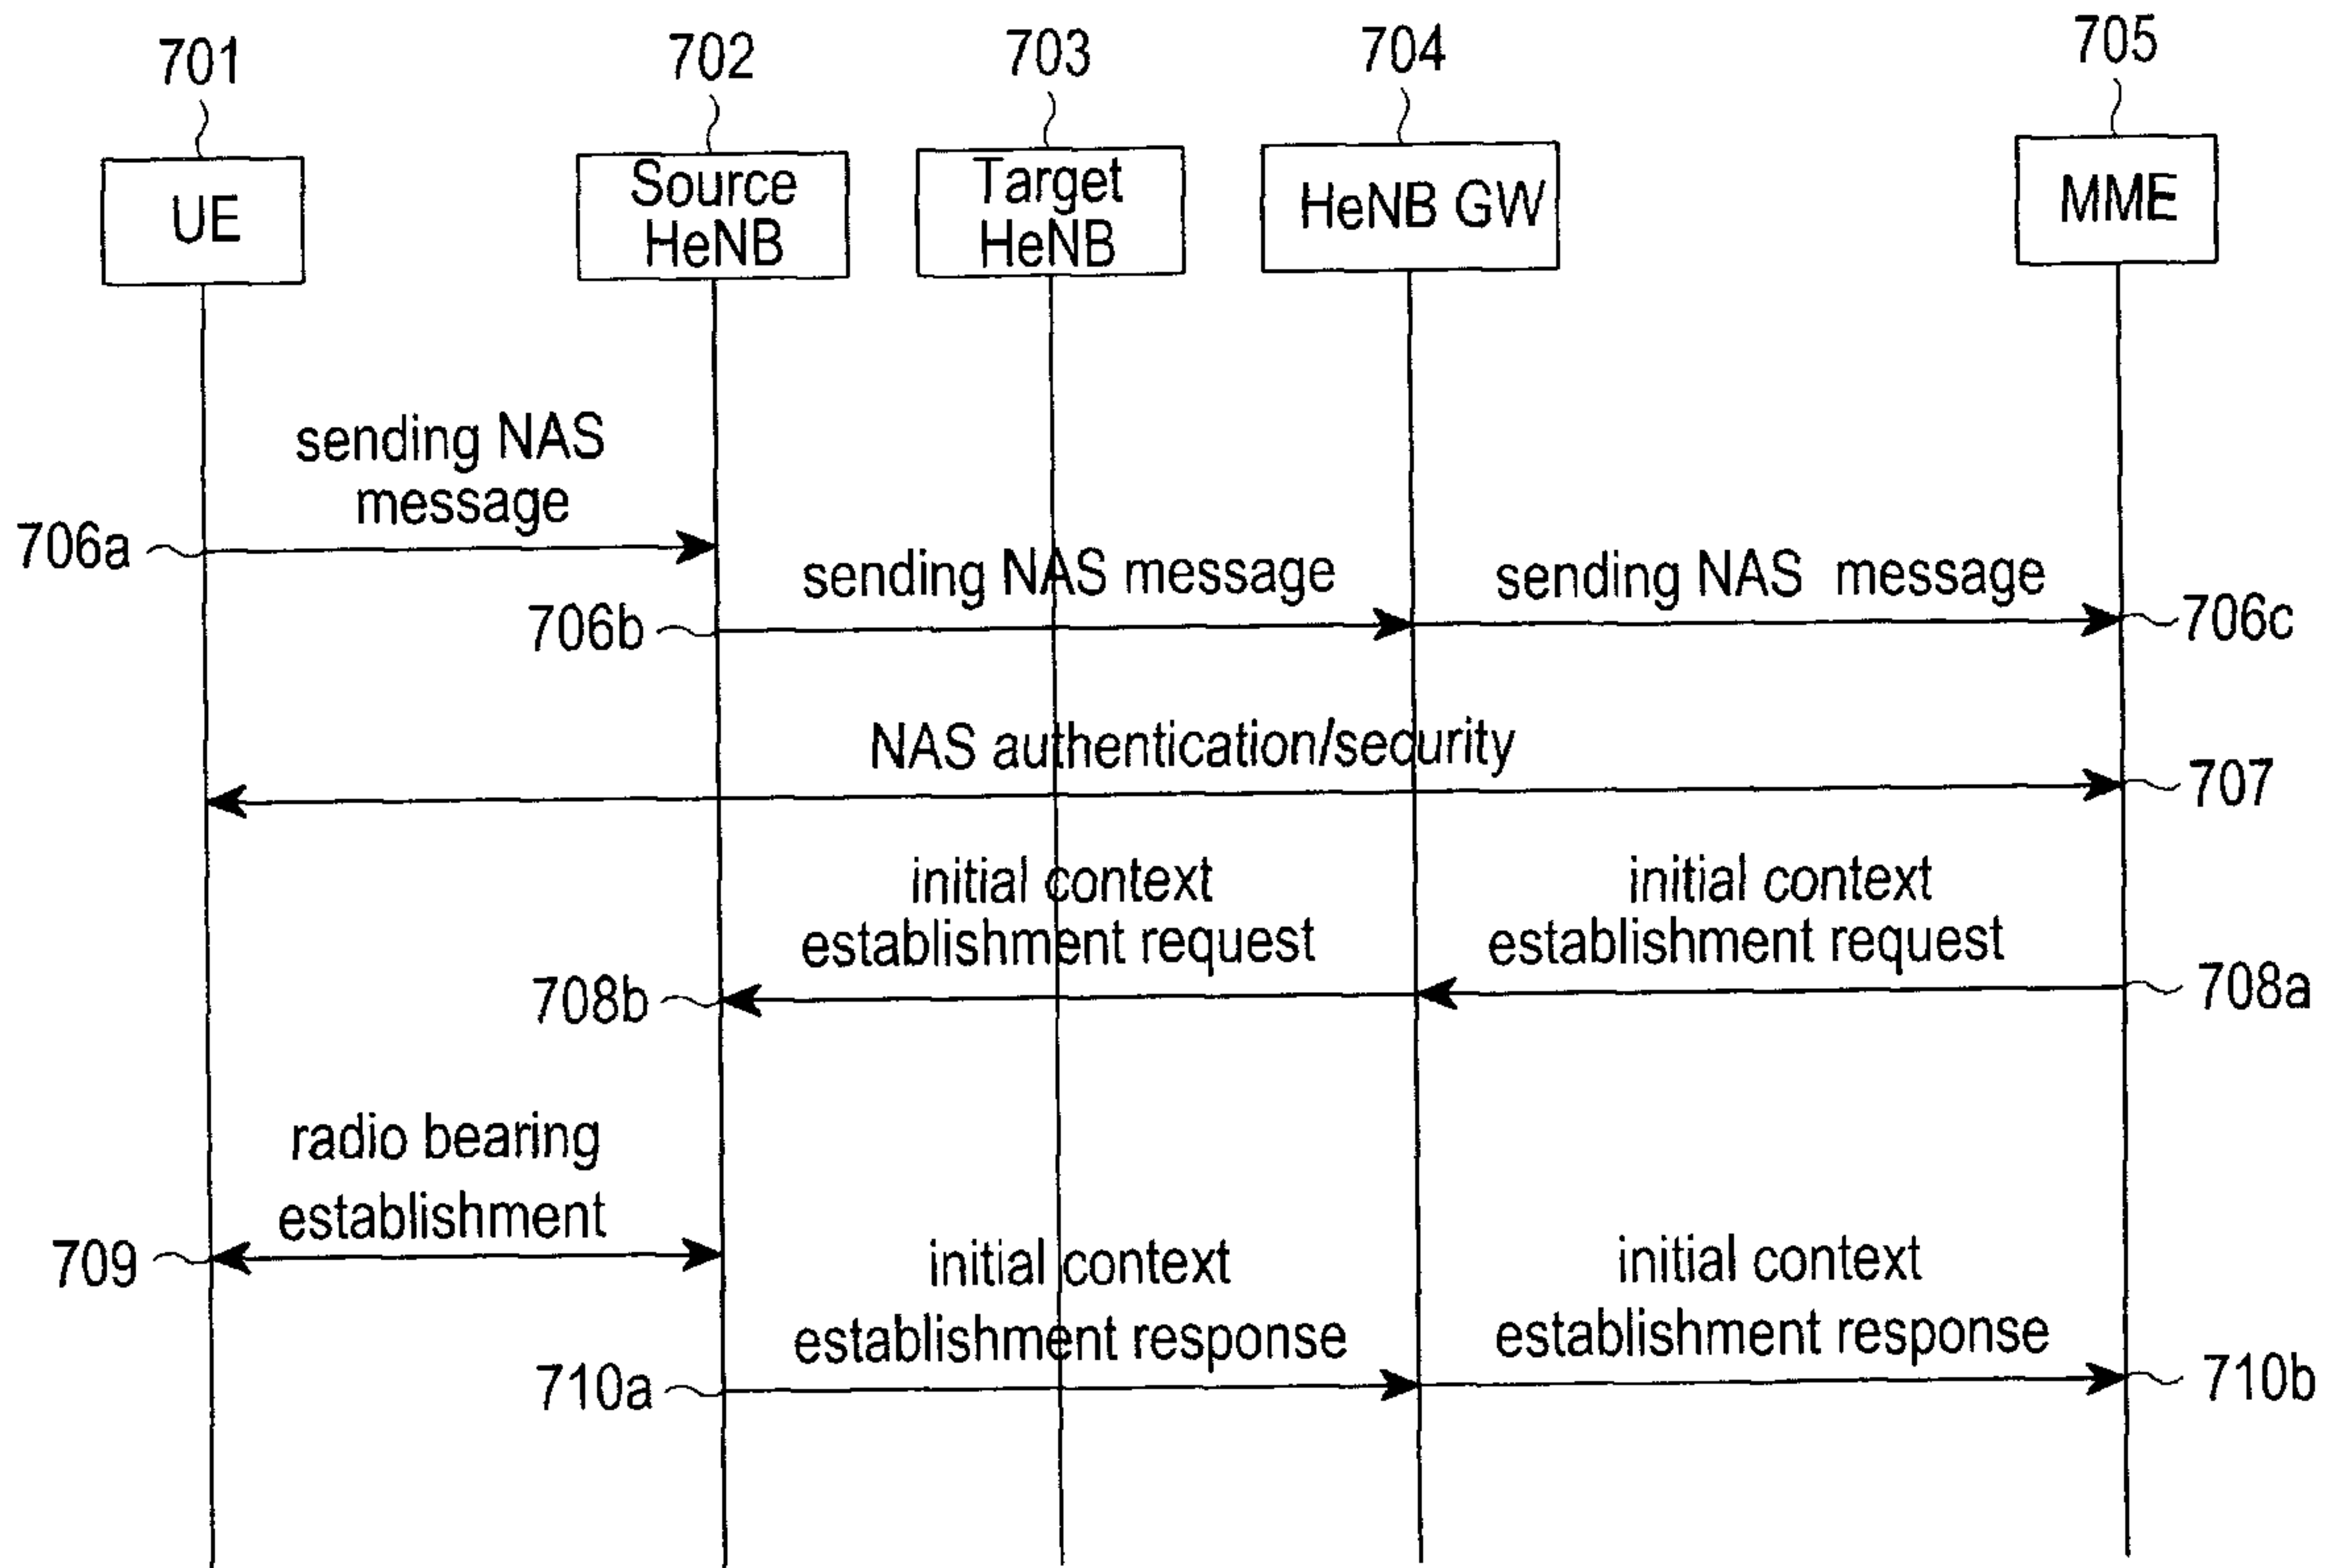 701
702
703
704
705
UE
Source
HeNB
Target
HeNB
HeNB GW
MME
sending NAS
message
706a
sending NAS message
706b
sending NAS message
706c
NAS authentication/security
707
initial context
establishment request
708b
initial context
establishment request
708a
radio bearing
establishment
709
initial context
establishment response
710a
initial context
establishment response
710b